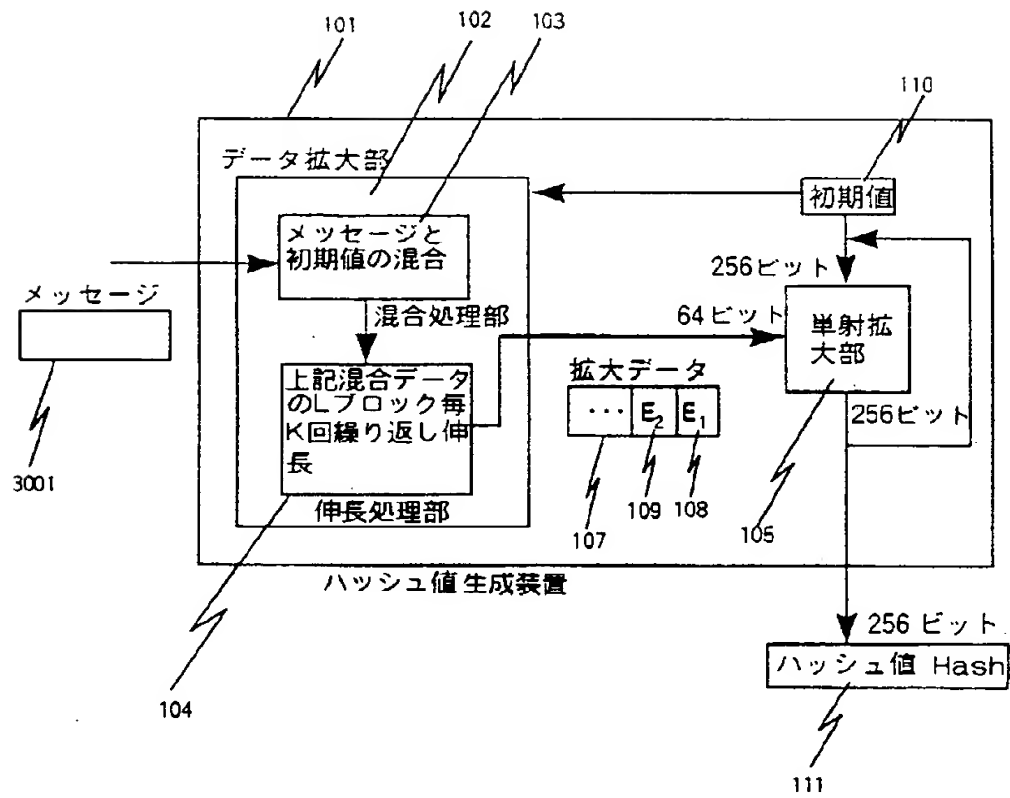 101
102
103
110
データ拡大部
初期値
メッセージと
初期値の混合
256ビット
メッセージ
混合処理部
64ビット
単射拡
大部
上記混合データ
のLブロック毎
K回繰り返し伸
長
拡大データ
… E2 E1
256ビット
3001
伸長処理部
107
109
108
106
ハッシュ値生成装置
256 ビット
ハッシュ値 Hash
104
111